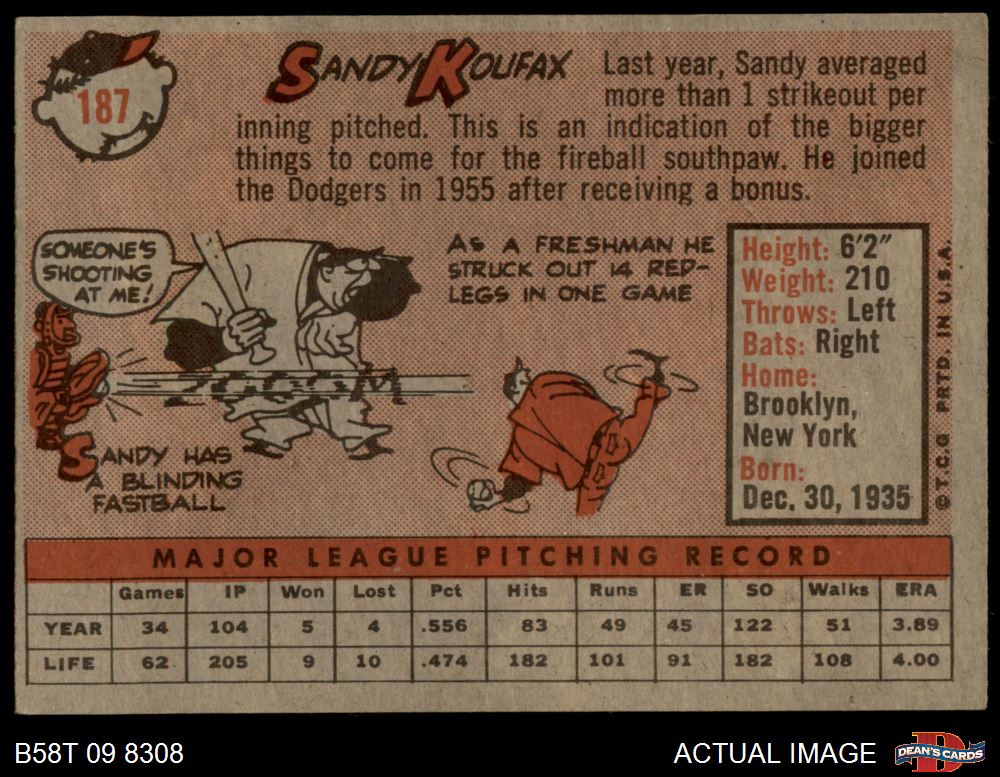 187
SANDY KOUFAX
Last year, Sandy averaged
more than 1 strikeout per
inning pitched. This is an indication of the bigger
things to come for the fireball southpaw. He joined
the Dodgers in 1955 after receiving a bonus.
SOMEONE'S
SHOOTING
AT ME!
AS A FRESHMAN HE
STRUCK OUT 14 RED-
LEGS IN ONE GAME
ZOOOM
SANDY HAS
A BLINDING
FASTBALL
Height: 6'2"
Weight: 210
Throws: Left
Bats: Right
Home:
Brooklyn,
New York
Born:
Dec. 30, 1935
© T.C.G PRTD. IN U.S.A.
MAJOR LEAGUE PITCHING RECORD
Games IP Won Lost Pct Hits Runs ER SO Walks ERA
YEAR 34 104 5 4 .556 83 49 45 122 51 3.89
LIFE 62 205 9 10 .474 182 101 91 182 108 4.00
B58T 09 8308
ACTUAL IMAGE
D
DEAN'S CARDS